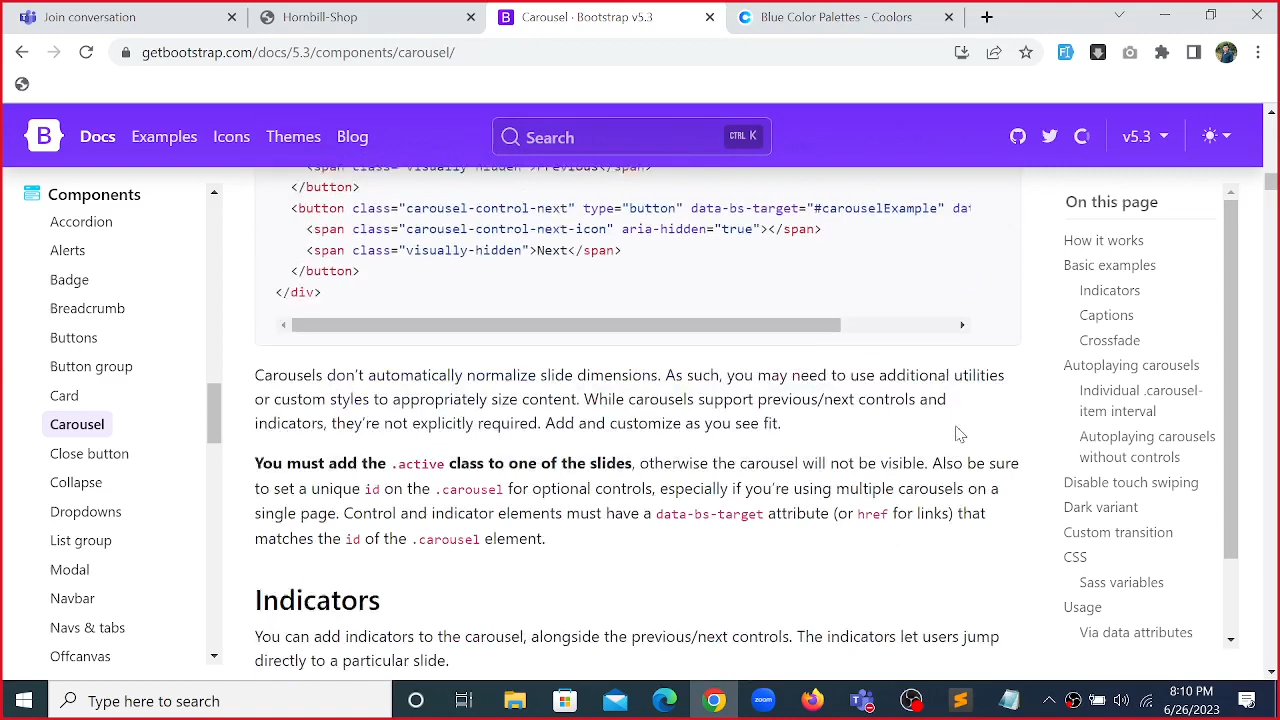 Join conversation
Hornbill-Shop
Carousel · Bootstrap v5.3
Blue Color Palettes - Coolors
getbootstrap.com/docs/5.3/components/carousel/
B Docs Examples Icons Themes Blog
Search CTRL K
v5.3
Components
Accordion
Alerts
Badge
Breadcrumb
Buttons
Button group
Card
Carousel
Close button
Collapse
Dropdowns
List group
Modal
Navbar
Navs & tabs
Offcanvas
<span class="visually-hidden">Previous</span>
</button>
<button class="carousel-control-next" type="button" data-bs-target="#carouselExample" dat
<span class="carousel-control-next-icon" aria-hidden="true"></span>
<span class="visually-hidden">Next</span>
</button>
</div>
Carousels don’t automatically normalize slide dimensions. As such, you may need to use additional utilities
or custom styles to appropriately size content. While carousels support previous/next controls and
indicators, they’re not explicitly required. Add and customize as you see fit.
You must add the .active class to one of the slides, otherwise the carousel will not be visible. Also be sure
to set a unique id on the .carousel for optional controls, especially if you’re using multiple carousels on a
single page. Control and indicator elements must have a data-bs-target attribute (or href for links) that
matches the id of the .carousel element.
Indicators
You can add indicators to the carousel, alongside the previous/next controls. The indicators let users jump
directly to a particular slide.
On this page
How it works
Basic examples
Indicators
Captions
Crossfade
Autoplaying carousels
Individual .carousel-
item interval
Autoplaying carousels
without controls
Disable touch swiping
Dark variant
Custom transition
CSS
Sass variables
Usage
Via data attributes
Type here to search
zoom
8:10 PM
6/26/2023